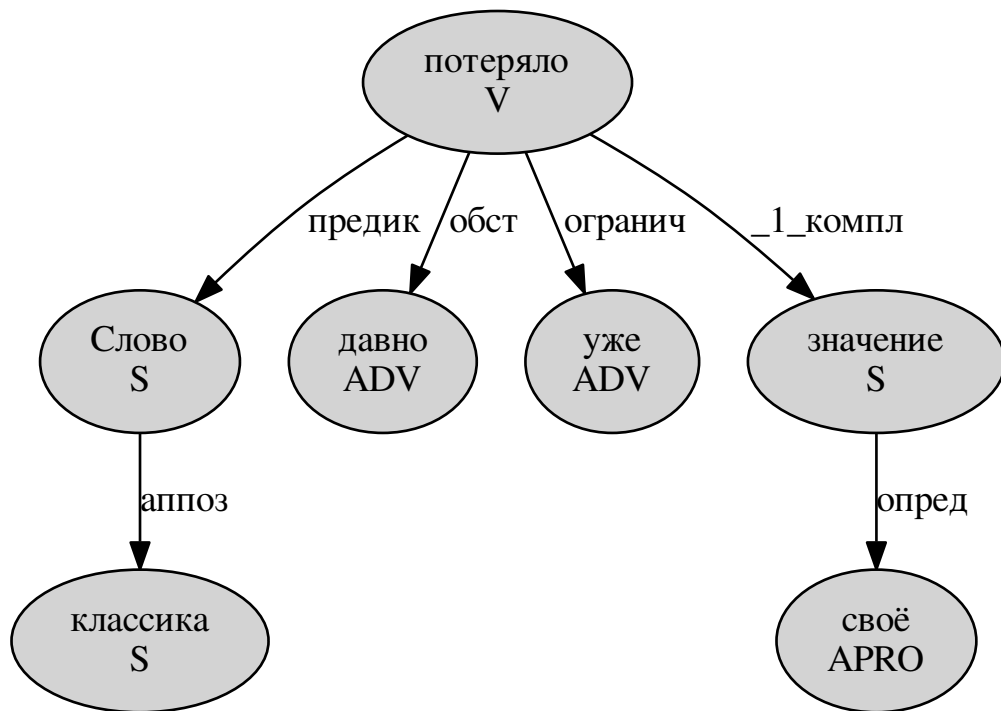 потеряло
V
предик
обст
огранич
_1_компл
Слово
S
давно
ADV
уже
ADV
значение
S
аппоз
опред
классика
S
своё
APRO